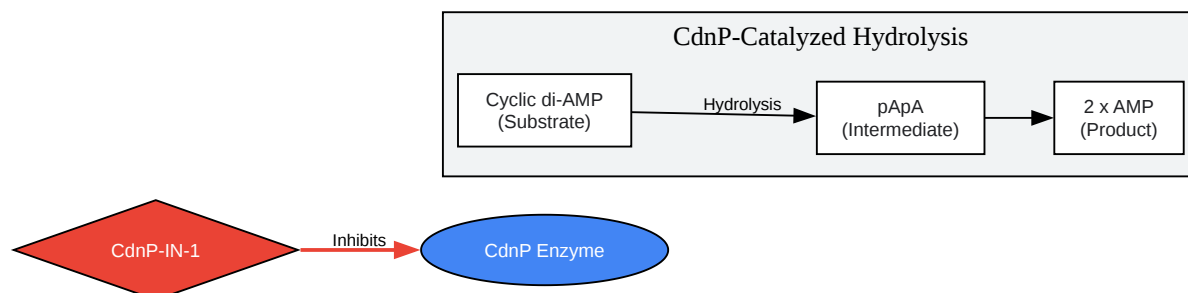 CdnP-Catalyzed Hydrolysis
Cyclic di-AMP
(Substrate)
Hydrolysis
pApA
(Intermediate)
2 x AMP
(Product)
CdnP-IN-1
Inhibits
CdnP Enzyme